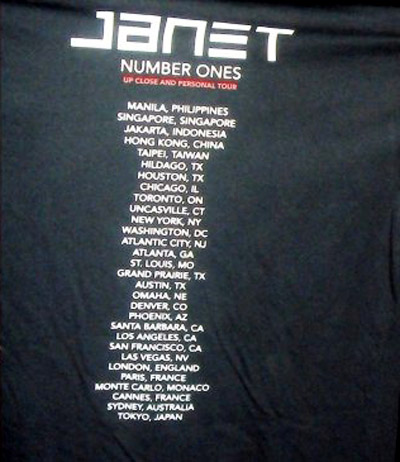 JANET
NUMBER ONES
UP CLOSE AND PERSONAL TOUR
MANILA, PHILIPPINES
SINGAPORE, SINGAPORE
JAKARTA, INDONESIA
HONG KONG, CHINA
TAIPEI, TAIWAN
HILDAGO, TX
HOUSTON, TX
CHICAGO, IL
TORONTO, ON
UNCASVILLE, CT
NEW YORK, NY
WASHINGTON, DC
ATLANTIC CITY, NJ
ATLANTA, GA
ST. LOUIS, MO
GRAND PRAIRIE, TX
AUSTIN, TX
OMAHA, NE
DENVER, CO
PHOENIX, AZ
SANTA BARBARA, CA
LOS ANGELES, CA
SAN FRANCISCO, CA
LAS VEGAS, NV
LONDON, ENGLAND
PARIS, FRANCE
MONTE CARLO, MONACO
CANNES, FRANCE
SYDNEY, AUSTRALIA
TOKYO, JAPAN